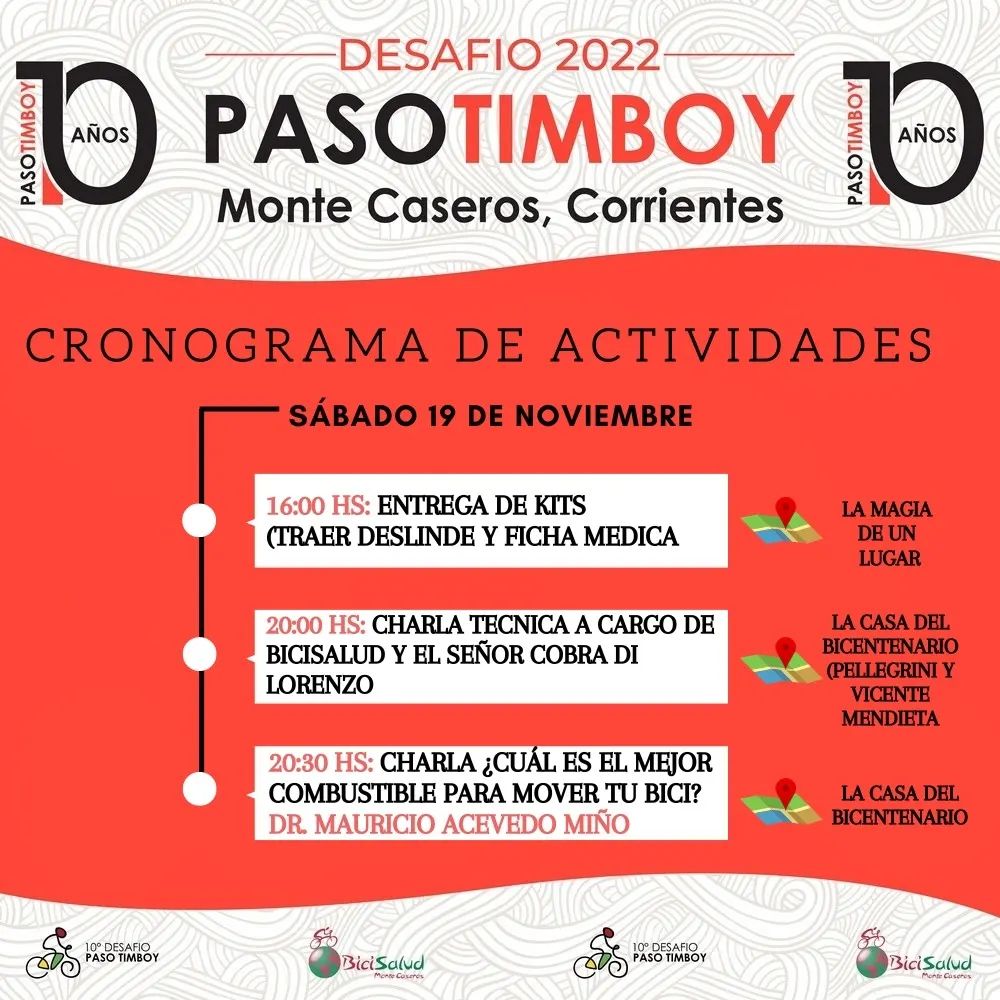 DESAFIO 2022
PASOTIMBOY
Monte Caseros, Corrientes
PASOTIMBOY
10
AÑOS
PASOTIMBOY
10
AÑOS
CRONOGRAMA DE ACTIVIDADES
SÁBADO 19 DE NOVIEMBRE
16:00 HS: ENTREGA DE KITS
(TRAER DESLINDE Y FICHA MEDICA
LA MAGIA
DE UN
LUGAR
20:00 HS: CHARLA TECNICA A CARGO DE
BICISALUD Y EL SEÑOR COBRA DI
LORENZO
LA CASA DEL
BICENTENARIO
(PELLEGRINI Y
VICENTE
MENDIETA
20:30 HS: CHARLA ¿CUÁL ES EL MEJOR
COMBUSTIBLE PARA MOVER TU BICI?
DR. MAURICIO ACEVEDO MIÑO
LA CASA DEL
BICENTENARIO
10º DESAFIO
PASO TIMBOY
BiciSalud
Monte Caseros
10º DESAFIO
PASO TIMBOY
BiciSalud
Monte Caseros